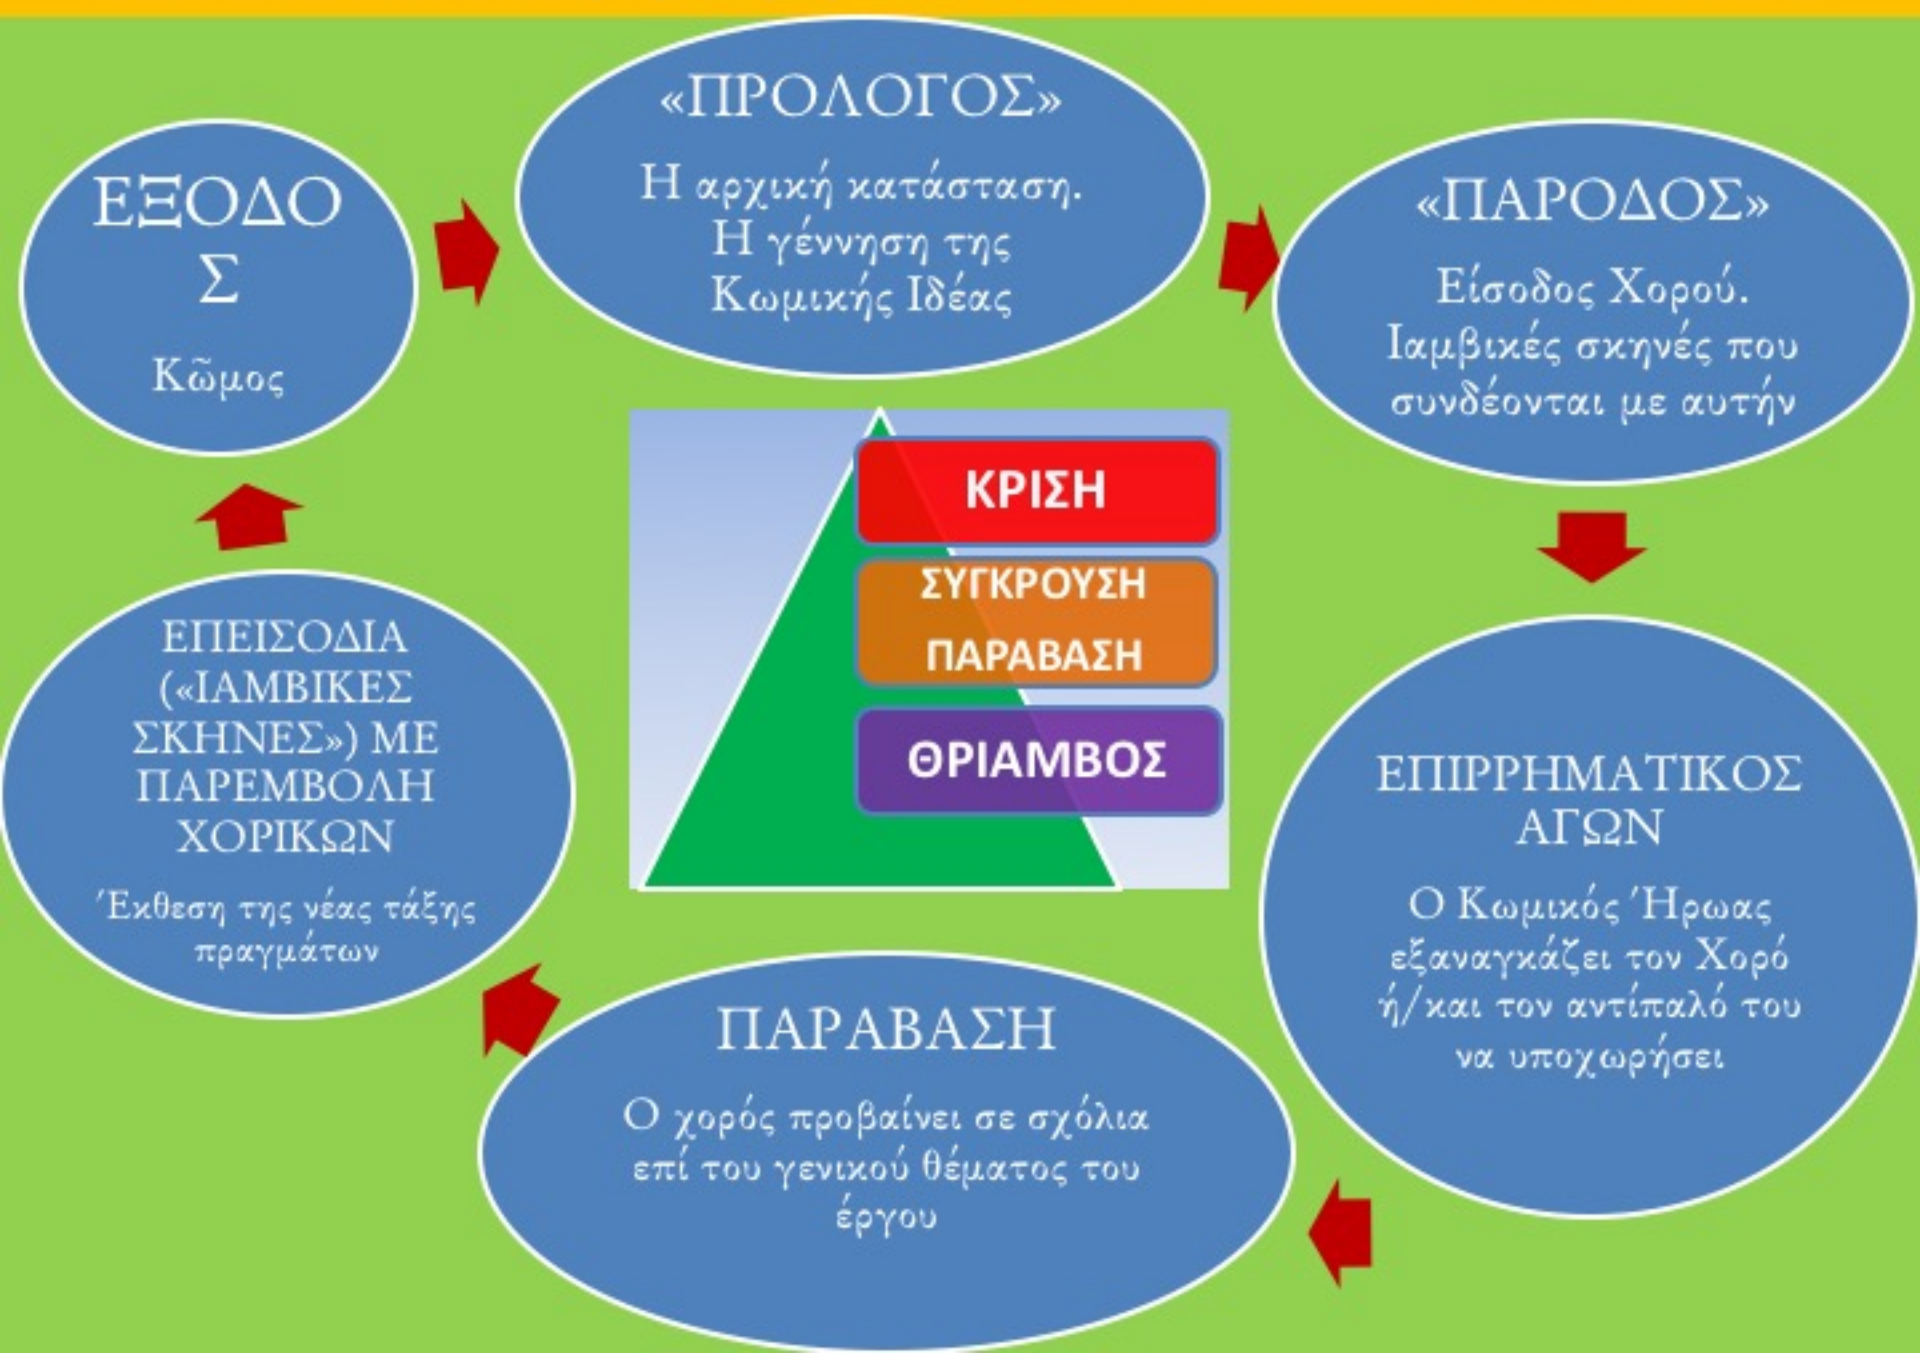 «ΠΡΟΛΟΓΟΣ»
Η αρχική κατάσταση.
Η γέννηση της
Κωμικής Ιδέας
«ΠΑΡΟΔΟΣ»
Είσοδος Χορού.
Ιαμβικές σκηνές που
συνδέονται με αυτήν
ΕΠΙΡΡΗΜΑΤΙΚΟΣ
ΑΓΩΝ
Ο Κωμικός Ήρωας
εξαναγκάζει τον Χορό
ή/και τον αντίπαλό του
να υποχωρήσει
ΠΑΡΑΒΑΣΗ
Ο χορός προβαίνει σε σχόλια
επί του γενικού θέματος του
έργου
ΕΠΕΙΣΟΔΙΑ
(«ΙΑΜΒΙΚΕΣ
ΣΚΗΝΕΣ») ΜΕ
ΠΑΡΕΜΒΟΛΗ
ΧΟΡΙΚΩΝ
Έκθεση της νέας τάξης
πραγμάτων
ΕΞΟΔΟ
Σ
Κῶμος
ΚΡΙΣΗ
ΣΥΓΚΡΟΥΣΗ
ΠΑΡΑΒΑΣΗ
ΘΡΙΑΜΒΟΣ